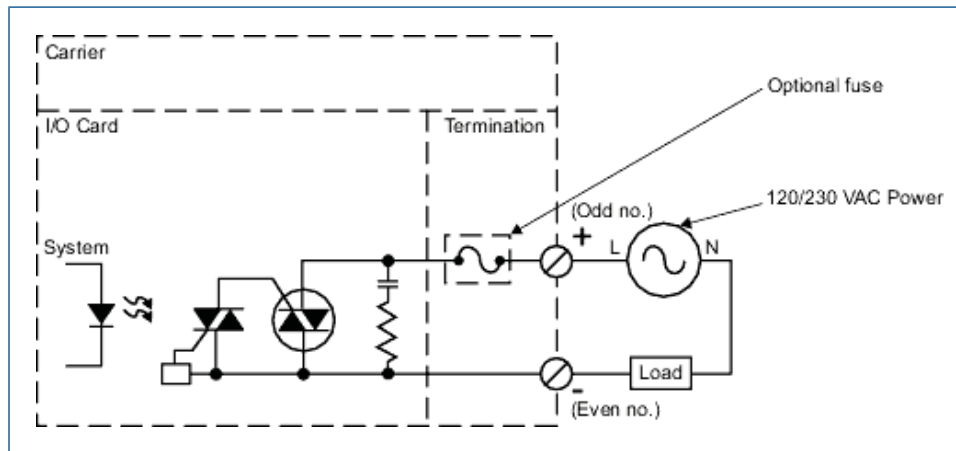 Carrier
Optional fuse
I/O Card
Termination
120/230 VAC Power
(Odd no.)
+
System
L
N
Load
-
(Even no.)